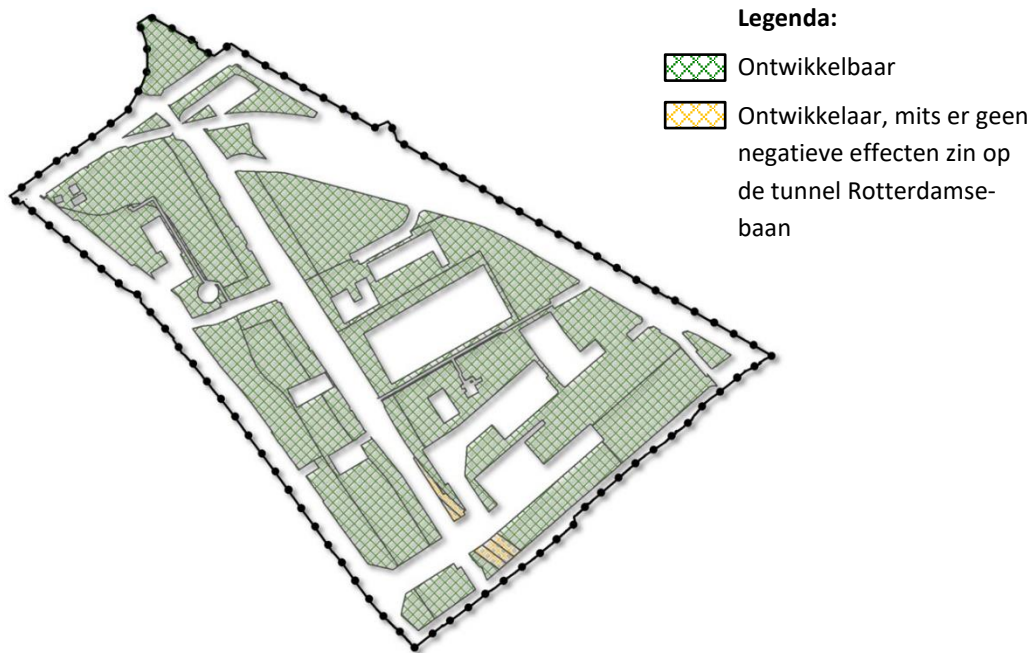 Legenda:
Ontwikkelbaar
Ontwikkelaar, mits er geen
negatieve effecten zin op
de tunnel Rotterdamse-
baan